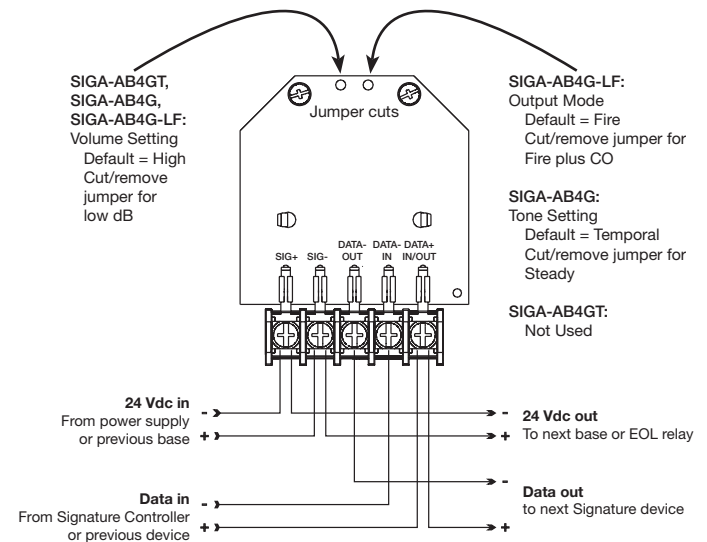 SIGA-AB4GT,
SIGA-AB4G,
SIGA-AB4G-LF:
Volume Setting
Default = High
Cut/remove
jumper for
low dB
Jumper cuts
SIGA-AB4G-LF:
Output Mode
Default = Fire
Cut/remove jumper for
Fire plus CO
SIGA-AB4G:
Tone Setting
Default = Temporal
Cut/remove jumper for
Steady
SIGA-AB4GT:
Not Used
SIG+ SIG- DATA- OUT DATA- IN DATA+ IN/OUT
24 Vdc in
From power supply
or previous base
-
+
-
+
24 Vdc out
To next base or EOL relay
Data in
From Signature Controller
or previous device
-
+
-
+
Data out
to next Signature device